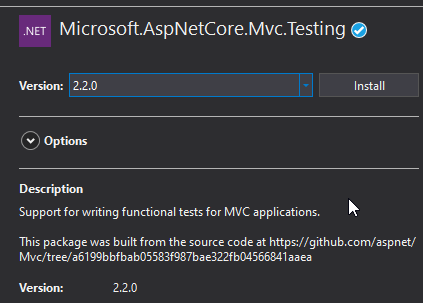 .NET
Microsoft.AspNetCore.Mvc.Testing
Version: 2.2.0 Install
Options
Description
Support for writing functional tests for MVC applications.
This package was built from the source code at https://github.com/aspnet/
Mvc/tree/a6199bbfbab05583f987bae322fb04566841aaea
Version: 2.2.0